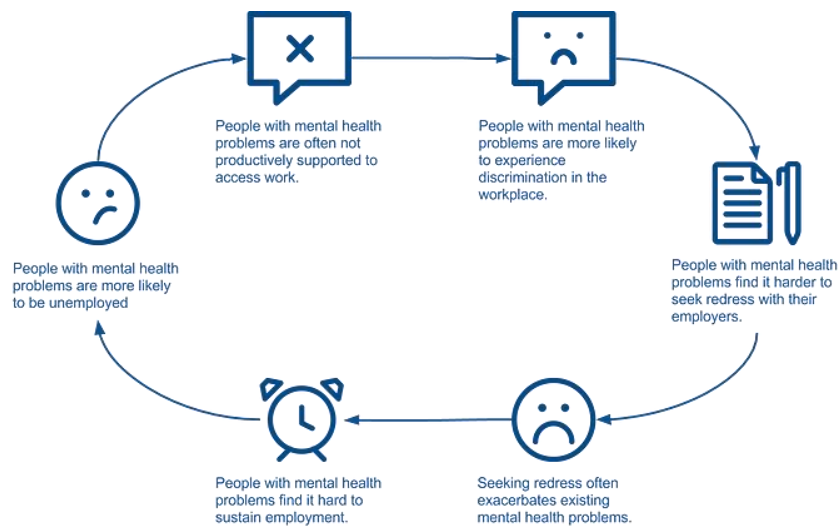 People with mental health
problems are often not
productively supported to
access work.
People with mental health
problems are more likely
to experience
discrimination in the
workplace.
People with mental health
problems find it harder to
seek redress with their
employers.
Seeking redress often
exacerbates existing
mental health problems.
People with mental health
problems find it hard to
sustain employment.
People with mental health
problems are more likely
to be unemployed